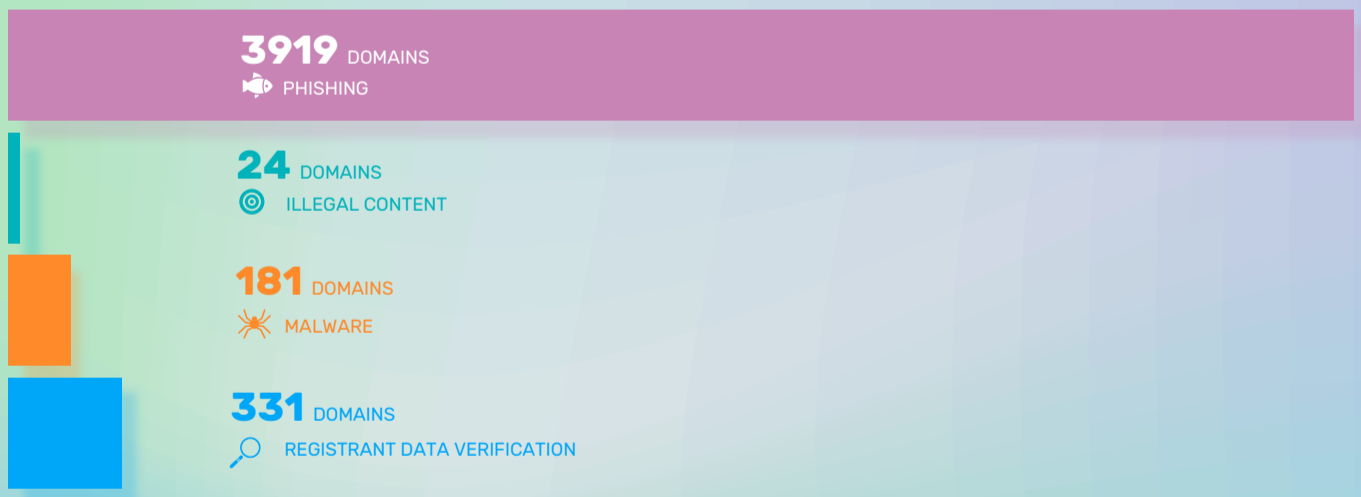 3919 DOMAINS
PHISHING
24 DOMAINS
ILLEGAL CONTENT
181 DOMAINS
MALWARE
331 DOMAINS
REGISTRANT DATA VERIFICATION